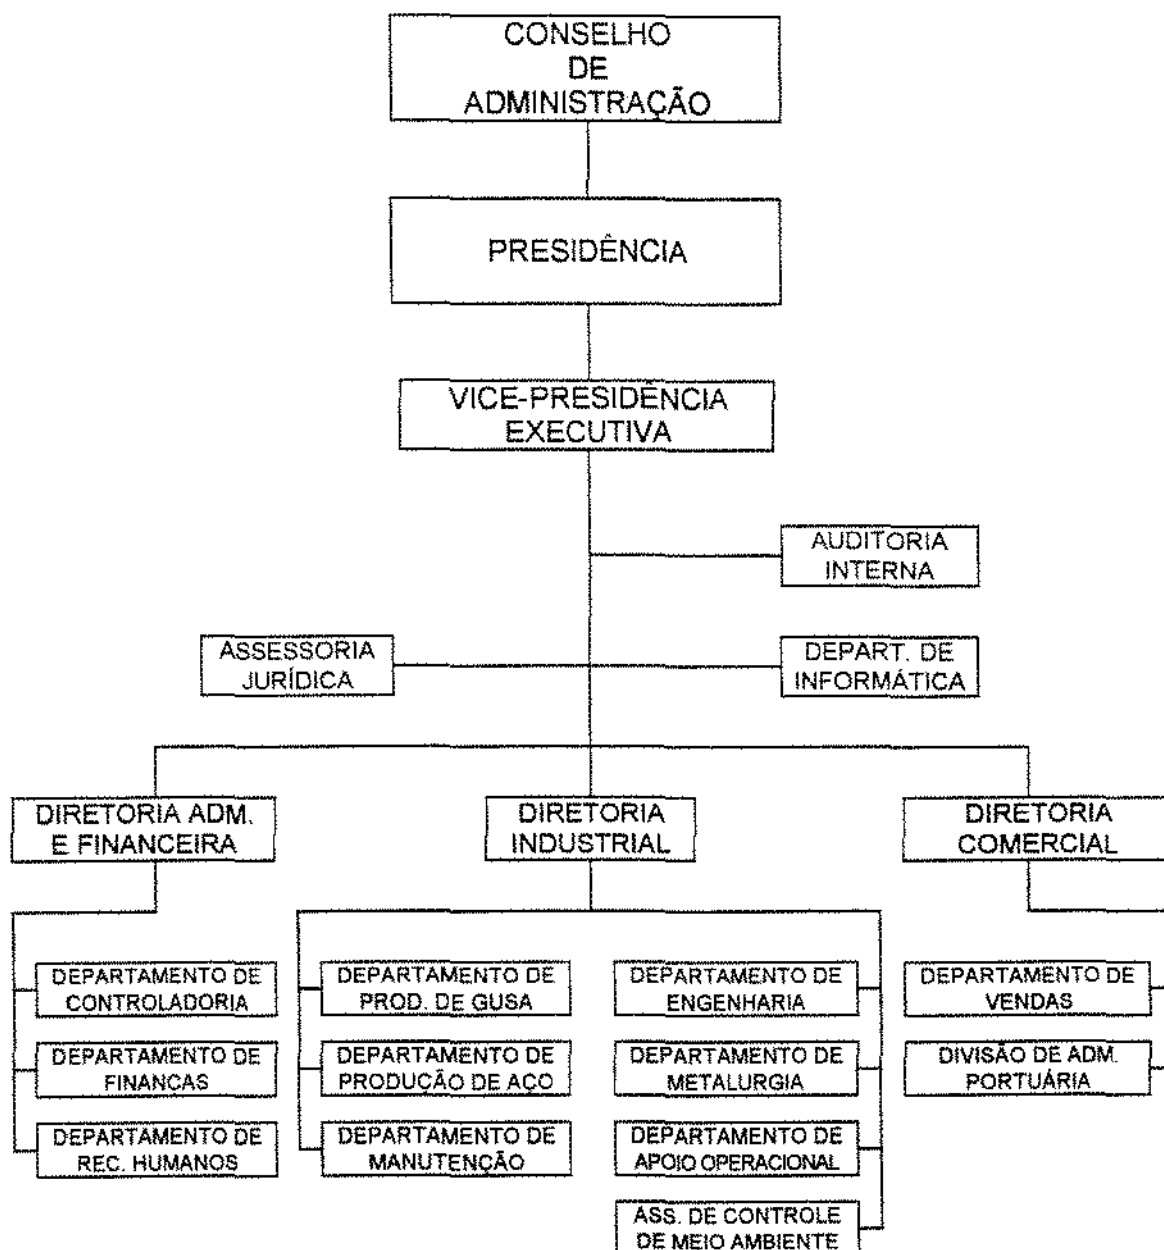 CONSELHO
DE
ADMINISTRAÇÃO
PRESIDÊNCIA
VICE-PRESIDÊNCIA
EXECUTIVA
AUDITORIA
INTERNA
ASSESSORIA
JURÍDICA
DEPART. DE
INFORMÁTICA
DIRETORIA ADM.
E FINANCEIRA
DIRETORIA
INDUSTRIAL
DIRETORIA
COMERCIAL
DEPARTAMENTO DE
CONTROLADORIA
DEPARTAMENTO DE
FINANCAS
DEPARTAMENTO DE
REC. HUMANOS
DEPARTAMENTO DE
PROD. DE GUSA
DEPARTAMENTO DE
PRODUÇÃO DE AÇO
DEPARTAMENTO DE
MANUTENÇÃO
DEPARTAMENTO DE
ENGENHARIA
DEPARTAMENTO DE
METALURGIA
DEPARTAMENTO DE
APOIO OPERACIONAL
ASS. DE CONTROLE
DE MEIO AMBIENTE
DEPARTAMENTO DE
VENDAS
DIVISÃO DE ADM.
PORTUÁRIA